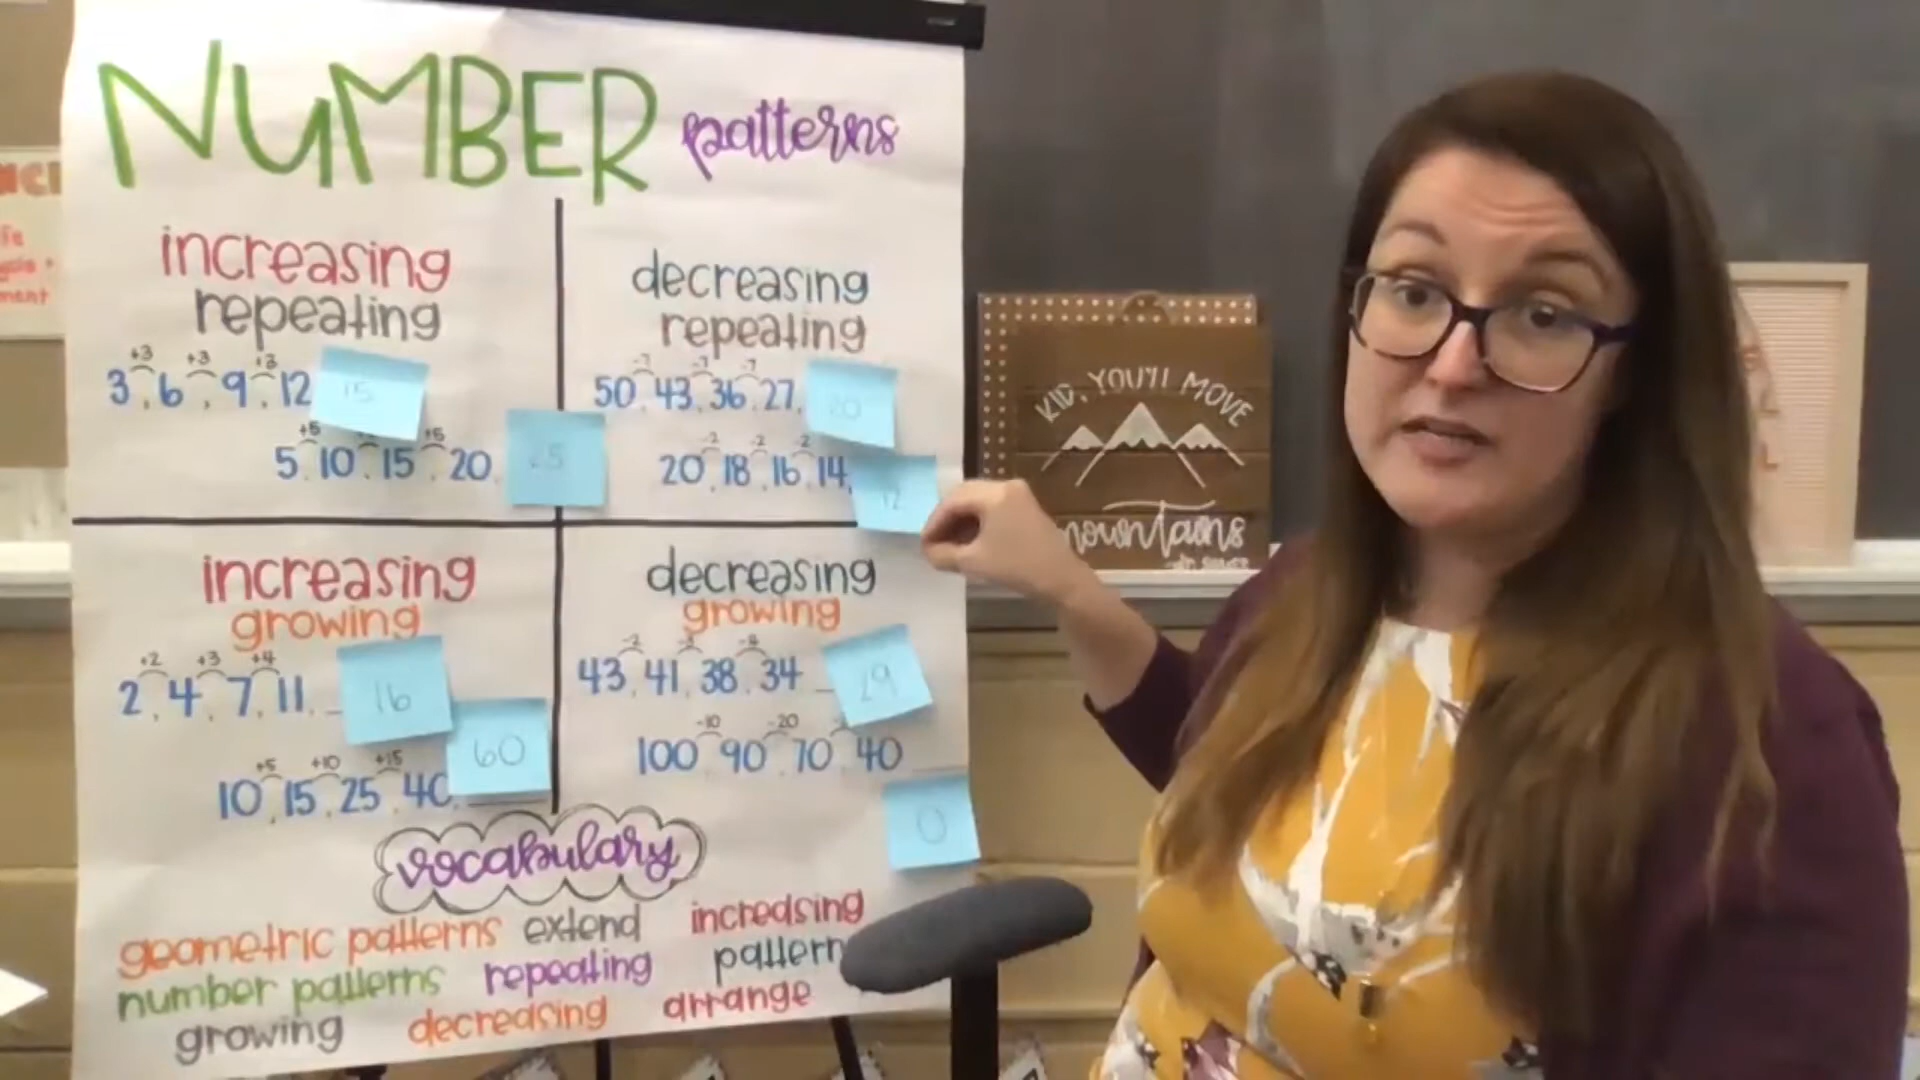 NUMBER patterns
increasing
repeating
+3 +3 +3
3, 6, 9, 12 15
+5 +5
5, 10, 15, 20, 25
decreasing
repeating
-7 -7 -7
50, 43, 36, 27, 20
-2 -2 -2
20, 18, 16, 14, 12
increasing
growing
+2 +3 +4
2, 4, 7, 11, _ 16
+5 +10 +15
10, 15, 25, 40, 60
decreasing
growing
-2 -3 -4
43, 41, 38, 34 _ 29
-10 -20
100, 90, 70, 40 _
0
vocabulary
geometric patterns extend increasing
number patterns repeating pattern
growing decreasing arrange
KID, YOU'll MOVE
mountains